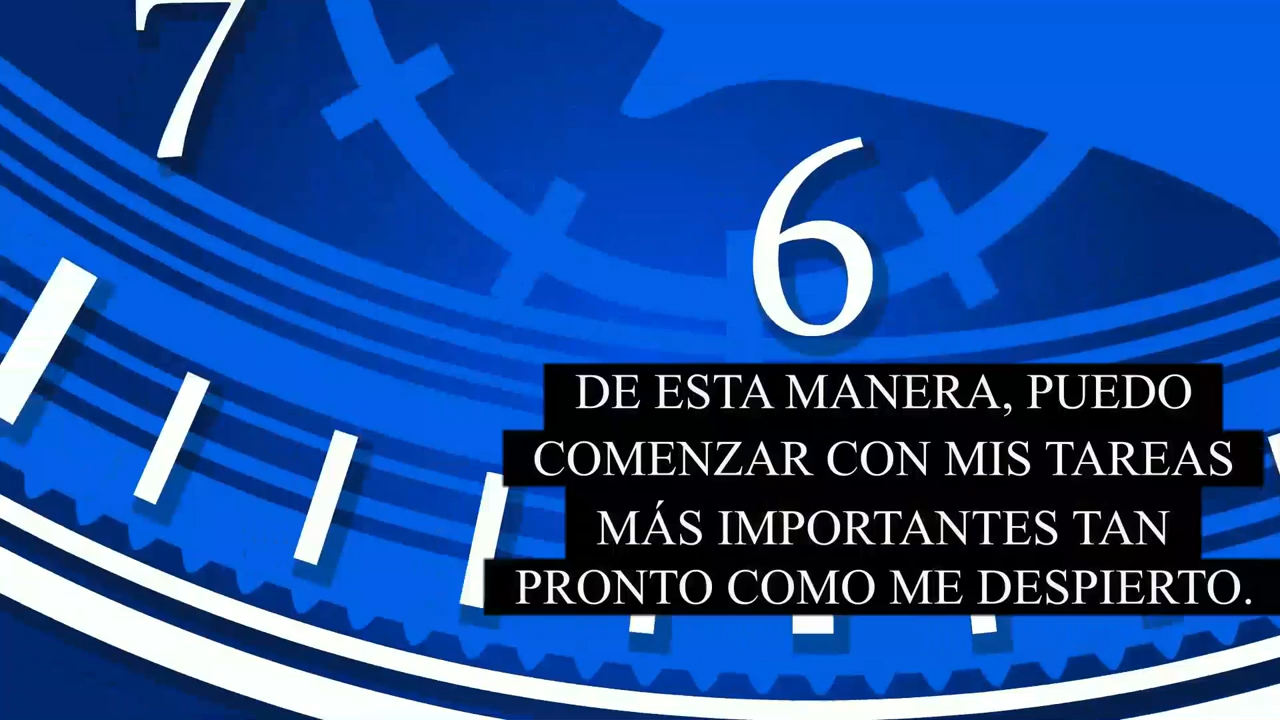 7
6
DE ESTA MANERA, PUEDO
COMENZAR CON MIS TAREAS
MÁS IMPORTANTES TAN
PRONTO COMO ME DESPIERTO.